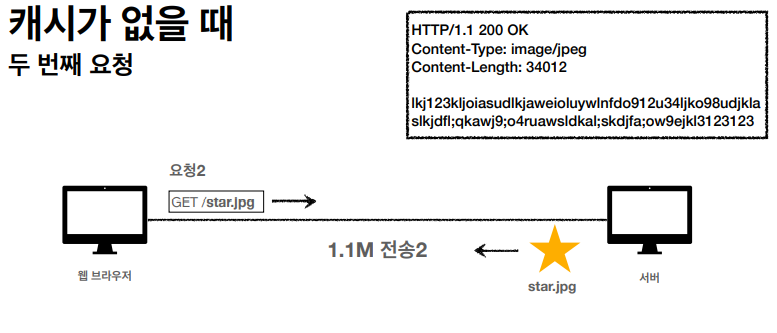 캐시가 없을 때
두 번째 요청
HTTP/1.1 200 OK
Content-Type: image/jpeg
Content-Length: 34012
lkj123kljoiasudlkjaweioluywlnfdo912u34ljko98udjkla
slkjdfl;qkawj9;o4ruawsldkal;skdjfa;ow9ejkl3123123
요청2
GET /star.jpg
1.1M 전송2
star.jpg
웹 브라우저
서버